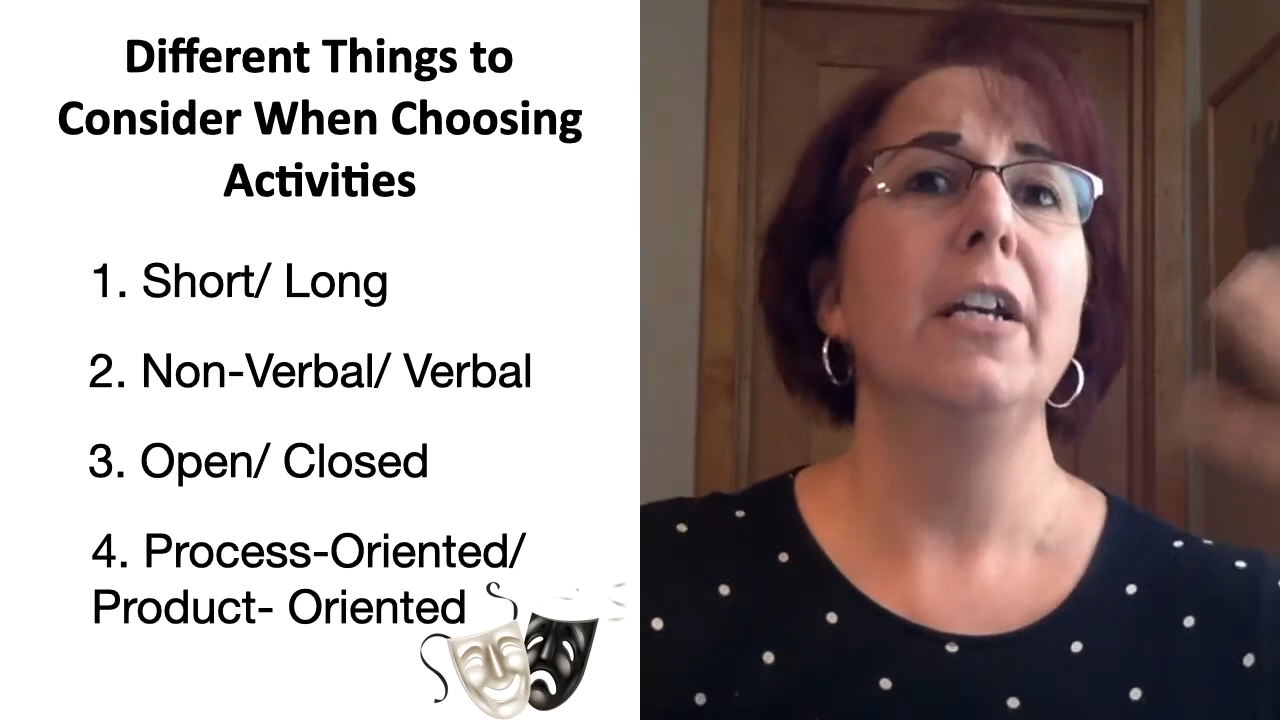 Different Things to
Consider When Choosing
Activities
1. Short/ Long
2. Non-Verbal/ Verbal
3. Open/ Closed
4. Process-Oriented/
Product- Oriented